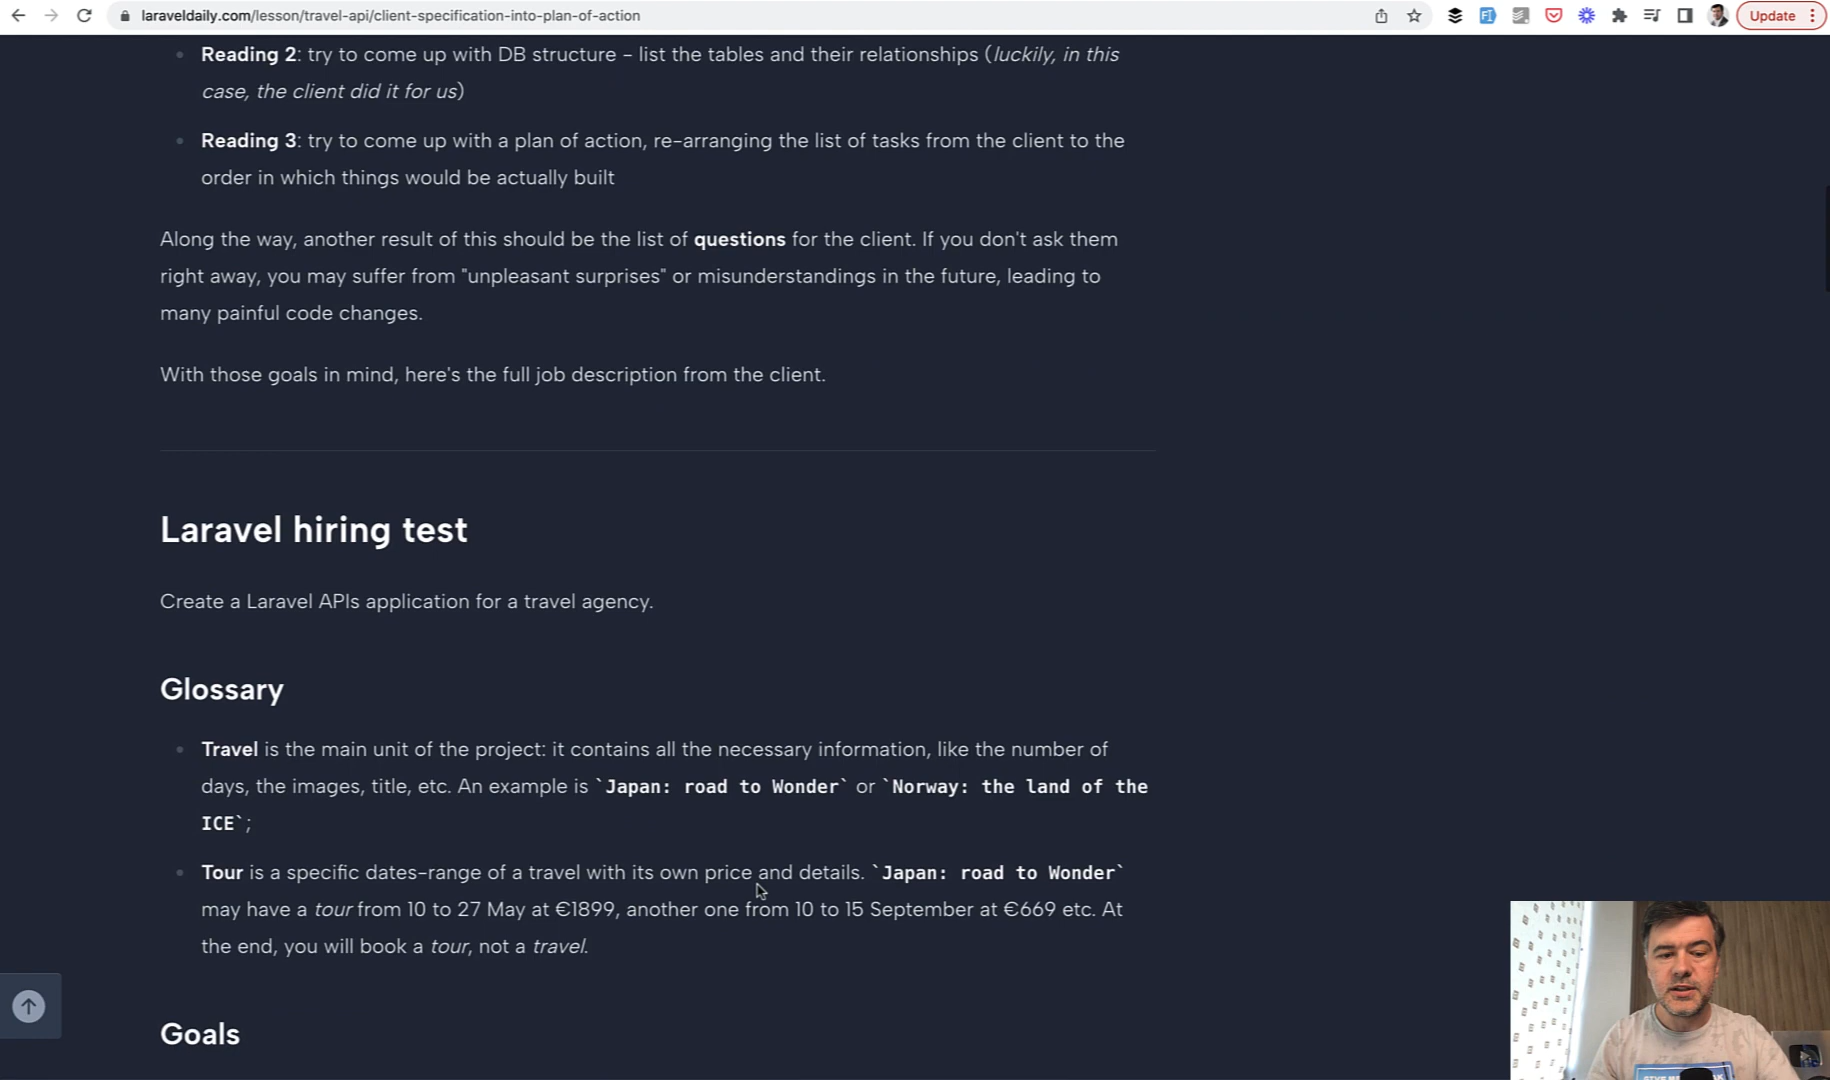 laraveldaily.com/lesson/travel-api/client-specification-into-plan-of-action
Update
Reading 2: try to come up with DB structure - list the tables and their relationships (luckily, in this
case, the client did it for us)
Reading 3: try to come up with a plan of action, re-arranging the list of tasks from the client to the
order in which things would be actually built
Along the way, another result of this should be the list of questions for the client. If you don't ask them
right away, you may suffer from "unpleasant surprises" or misunderstandings in the future, leading to
many painful code changes.
With those goals in mind, here's the full job description from the client.
Laravel hiring test
Create a Laravel APIs application for a travel agency.
Glossary
Travel is the main unit of the project: it contains all the necessary information, like the number of
days, the images, title, etc. An example is `Japan: road to Wonder` or `Norway: the land of the
ICE`;
Tour is a specific dates-range of a travel with its own price and details. `Japan: road to Wonder`
may have a tour from 10 to 27 May at €1899, another one from 10 to 15 September at €669 etc. At
the end, you will book a tour, not a travel.
Goals